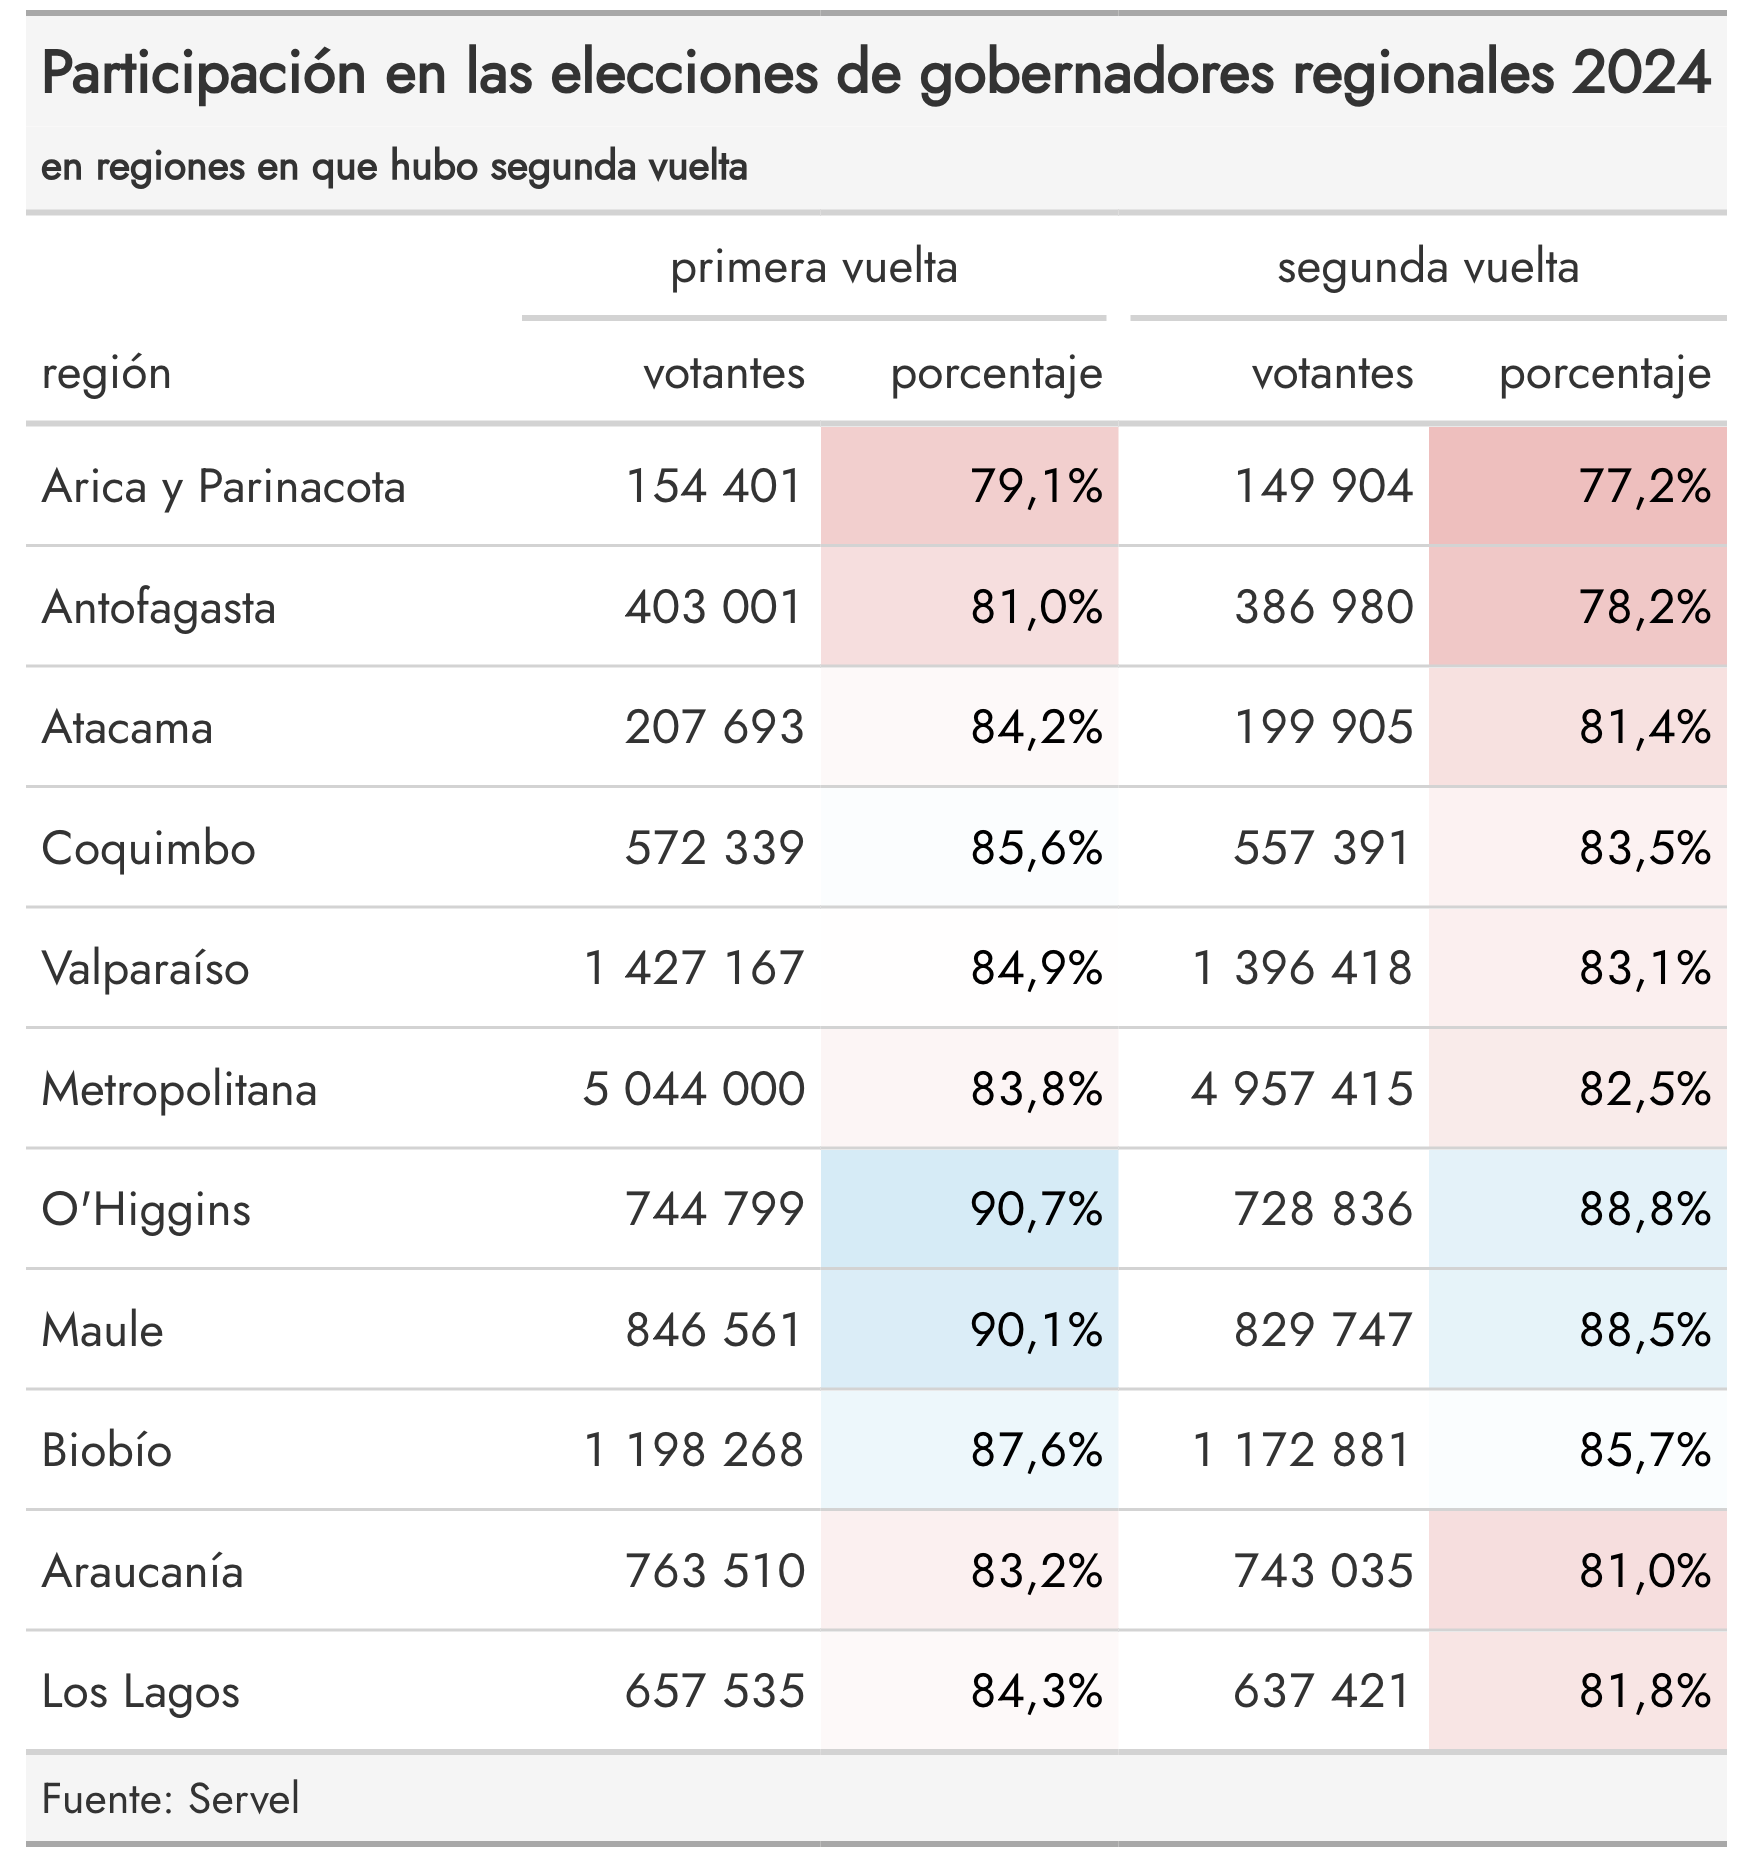 Participación en las elecciones de gobernadores regionales 2024
en regiones en que hubo segunda vuelta
primera vuelta segunda vuelta
región votantes porcentaje votantes porcentaje
Arica y Parinacota 154 401 79,1% 149 904 77,2%
Antofagasta 403 001 81,0% 386 980 78,2%
Atacama 207 693 84,2% 199 905 81,4%
Coquimbo 572 339 85,6% 557 391 83,5%
Valparaíso 1 427 167 84,9% 1 396 418 83,1%
Metropolitana 5 044 000 83,8% 4 957 415 82,5%
O'Higgins 744 799 90,7% 728 836 88,8%
Maule 846 561 90,1% 829 747 88,5%
Biobío 1 198 268 87,6% 1 172 881 85,7%
Araucanía 763 510 83,2% 743 035 81,0%
Los Lagos 657 535 84,3% 637 421 81,8%
Fuente: Servel